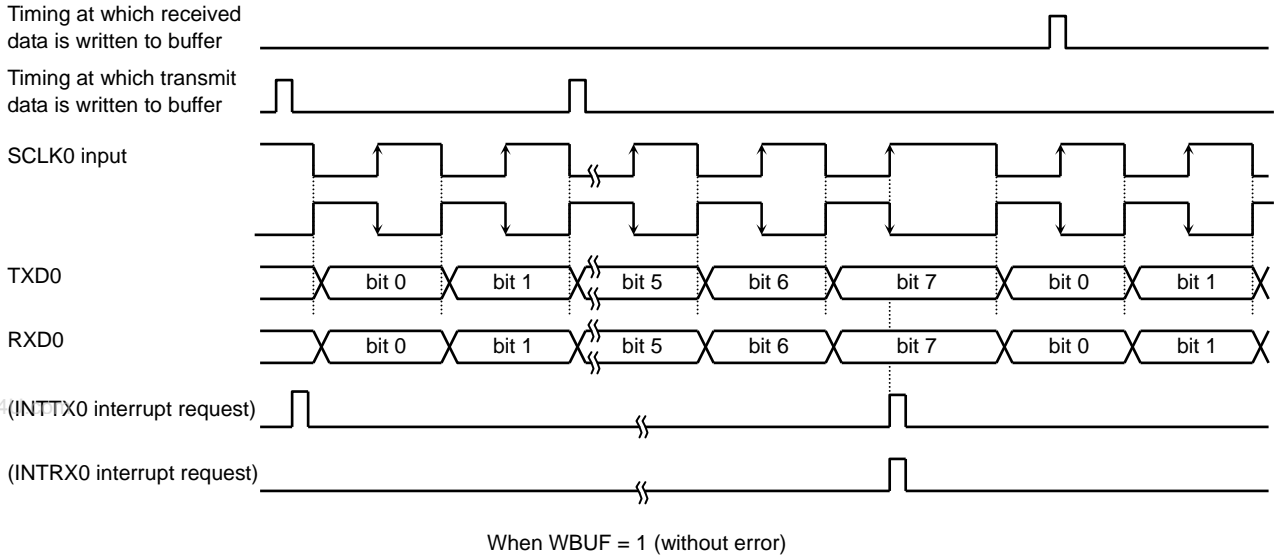 Timing at which received
data is written to buffer
Timing at which transmit
data is written to buffer
SCLK0 input
TXD0
bit 0 bit 1 bit 5 bit 6 bit 7 bit 0 bit 1
RXD0
bit 0 bit 1 bit 5 bit 6 bit 7 bit 0 bit 1
(INTTX0 interrupt request)
(INTRX0 interrupt request)
When WBUF = 1 (without error)